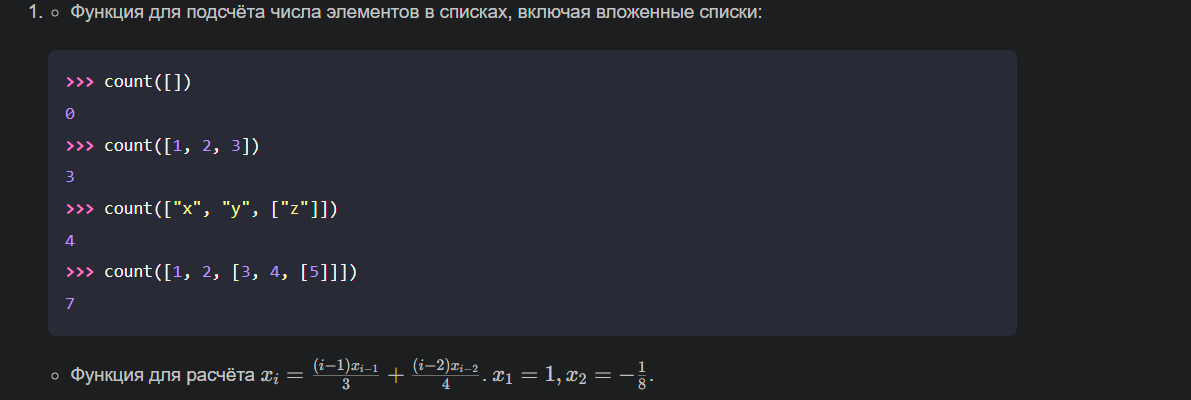 1. ○ Функция для подсчёта числа элементов в списках, включая вложенные списки:
>>> count([])
0
>>> count([1, 2, 3])
3
>>> count(["x", "y", ["z"]])
4
>>> count([1, 2, [3, 4, [5]]])
7
○ Функция для расчёта $x_i = \frac{(i-1)x_{i-1}}{3} + \frac{(i-2)x_{i-2}}{4}. x_1 = 1, x_2 = -\frac{1}{8}.$